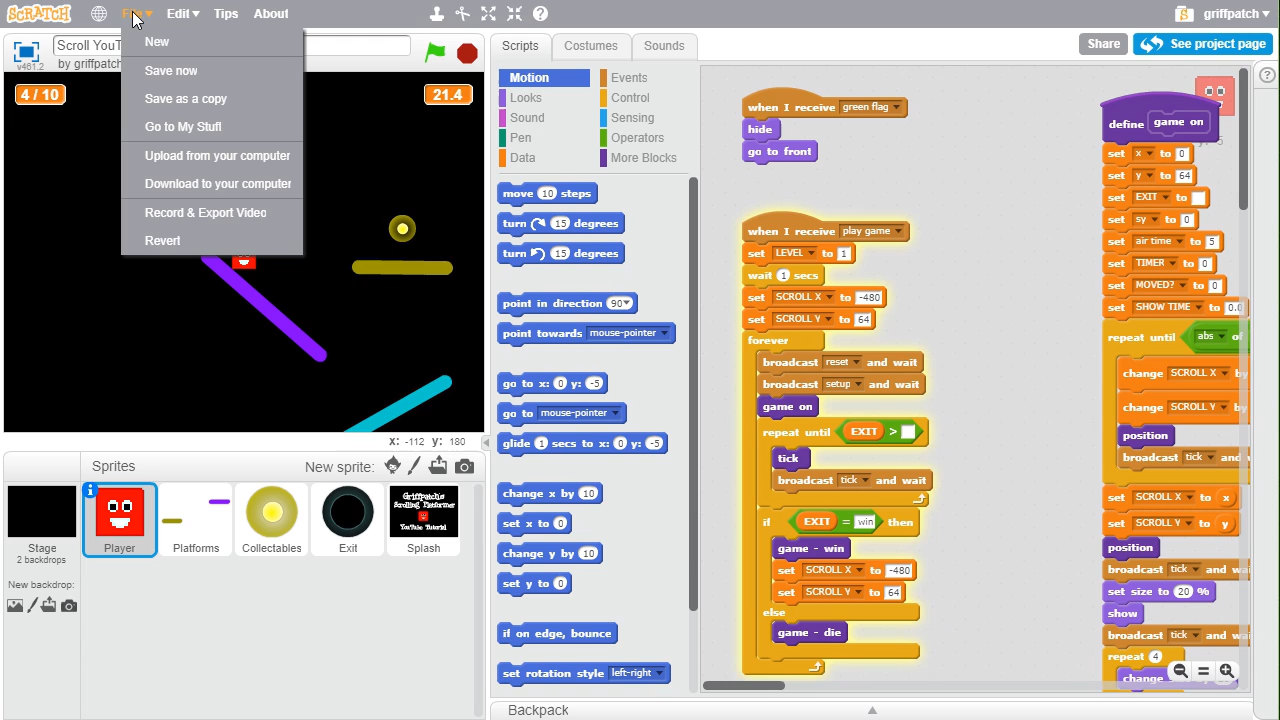 SCRATCH
File
Edit
Tips
About
griffpatch
v461.2
Scroll YouT
by griffpatch
New
Save now
Save as a copy
Go to My Stuff
Upload from your computer
Download to your computer
Record & Export Video
Revert
4 / 10
21.4
x: -112 y: 180
Sprites
New sprite:
Stage
2 backdrops
New backdrop:
Player
Platforms
Collectables
Exit
Griffpatch's
Scrolling Platformer
YouTube Tutorial
Splash
Scripts
Costumes
Sounds
Share
See project page
Motion
Events
Looks
Control
Sound
Sensing
Pen
Operators
Data
More Blocks
move 10 steps
turn 15 degrees
turn 15 degrees
point in direction 90
point towards mouse-pointer
go to x: 0 y: -5
go to mouse-pointer
glide 1 secs to x: 0 y: -5
change x by 10
set x to 0
change y by 10
set y to 0
if on edge, bounce
set rotation style left-right
when I receive green flag
hide
go to front
when I receive play game
set LEVEL to 1
wait 1 secs
set SCROLL X to -480
set SCROLL Y to 64
forever
broadcast reset and wait
broadcast setup and wait
game on
repeat until EXIT >
tick
broadcast tick and wait
if EXIT = win then
game - win
set SCROLL X to -480
set SCROLL Y to 64
else
game - die
define game on
set x to 0
set y to 64
set EXIT to
set sy to 0
set air time to 5
set TIMER to 0
set MOVED? to 0
set SHOW TIME to 0.0
repeat until abs of
change SCROLL X by
change SCROLL Y by
position
broadcast tick and w
set SCROLL X to x
set SCROLL Y to y
position
broadcast tick and wa
set size to 20 %
show
broadcast tick and wa
repeat 4
Backpack